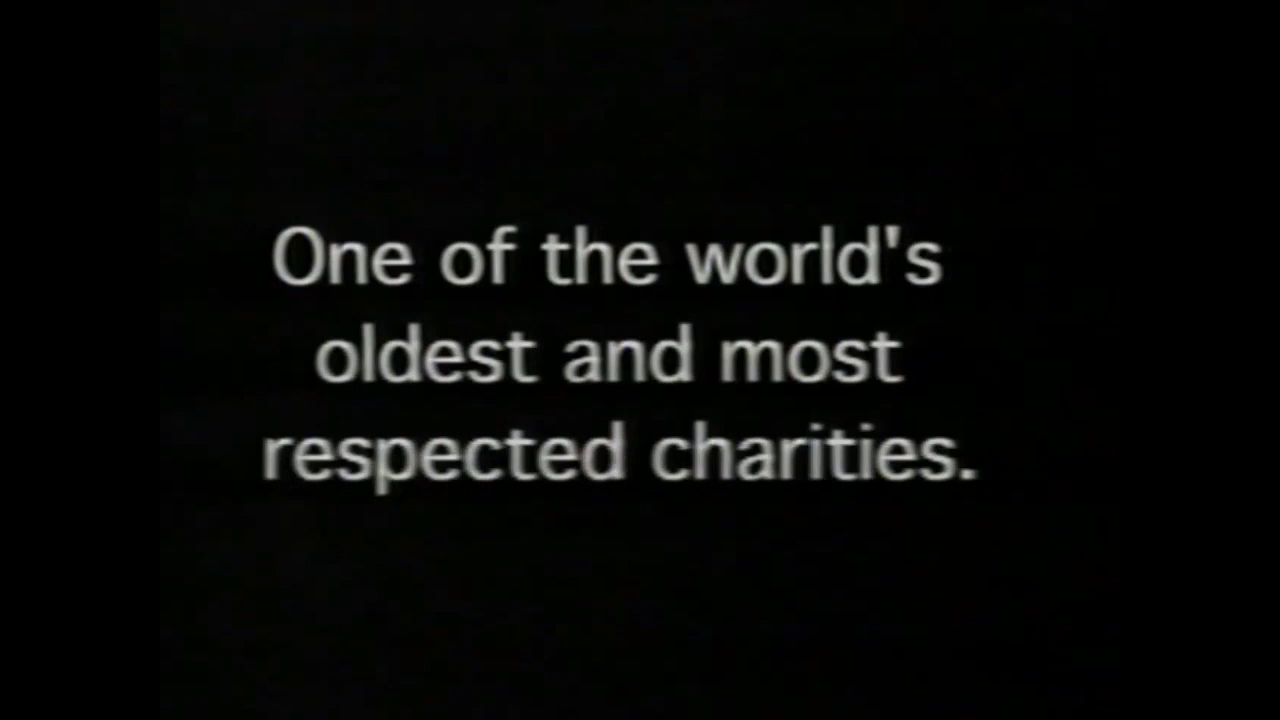 One of the world's
oldest and most
respected charities.